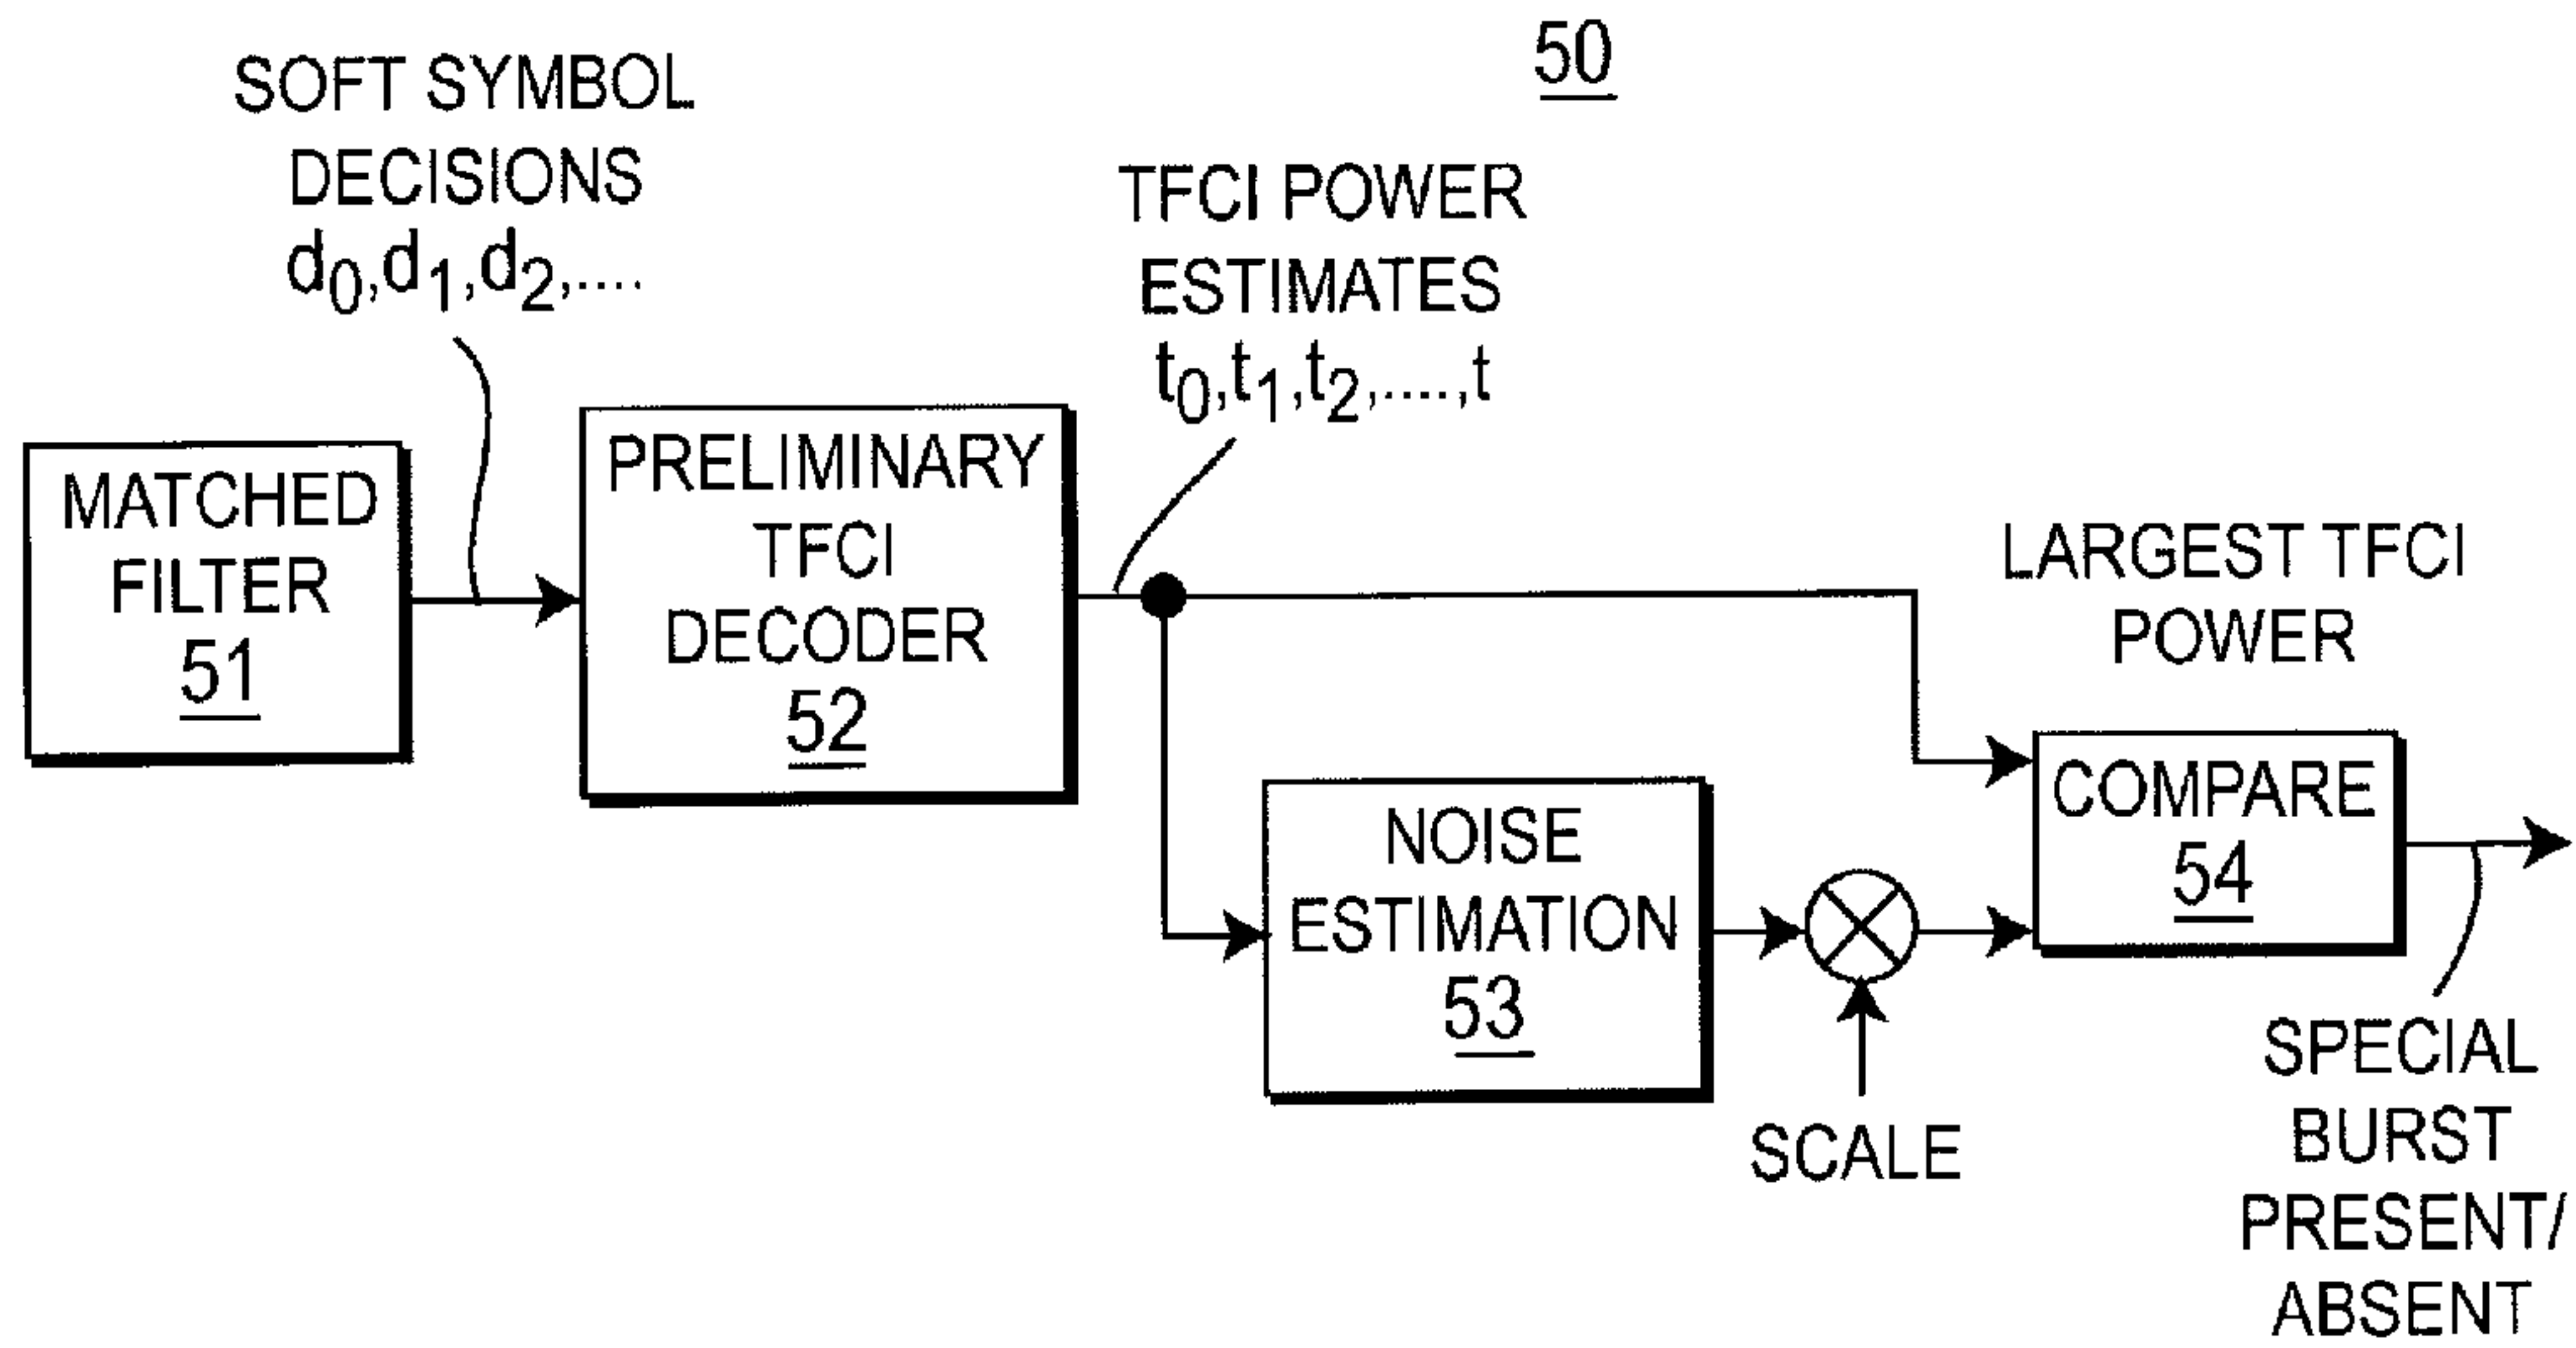 50
SOFT SYMBOL
DECISIONS
d0,d1,d2,....
TFCI POWER
ESTIMATES
t0,t1,t2,....,t
MATCHED
FILTER
51
PRELIMINARY
TFCI
DECODER
52
LARGEST TFCI
POWER
NOISE
ESTIMATION
53
SCALE
COMPARE
54
SPECIAL
BURST
PRESENT/
ABSENT